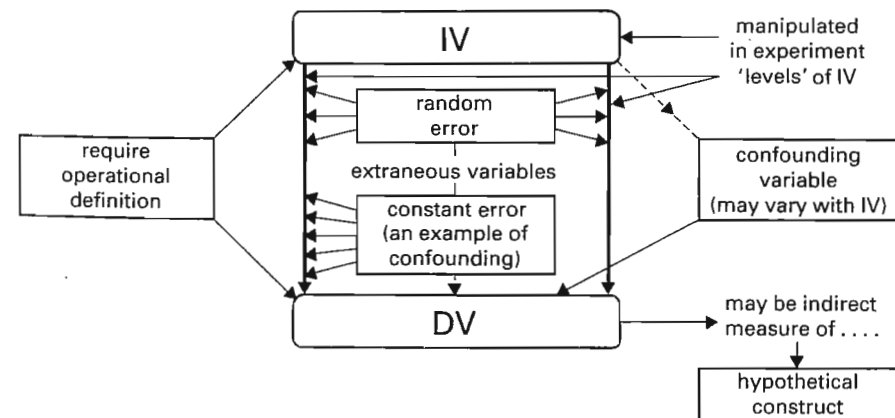 IV
manipulated
in experiment
'levels' of IV
random
error
require
operational
definition
extraneous variables
confounding
variable
(may vary with IV)
constant error
(an example of
confounding)
DV
may be indirect
measure of . . . .
hypothetical
construct